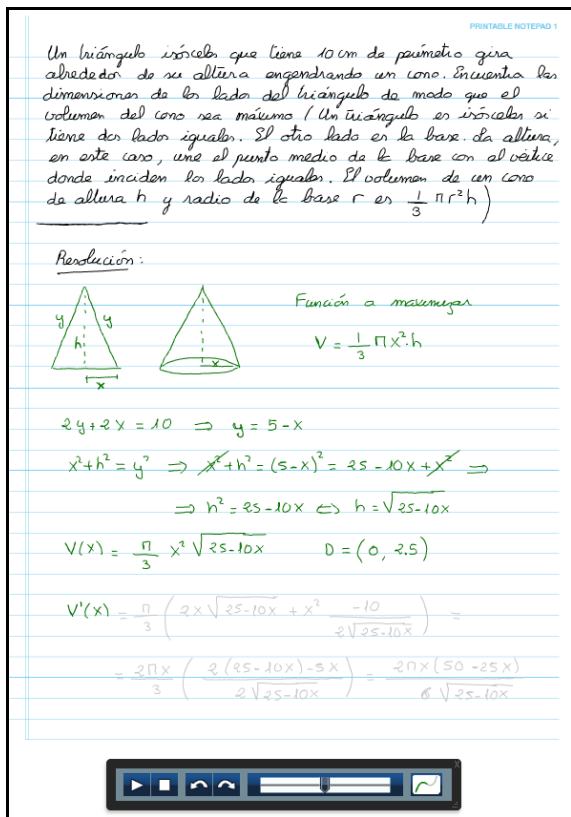 PRINTABLE NOTEPAD 1
Un triángulo isósceles que tiene 10 cm de perímetro gira
alrededor de su altura engendrando un cono. Encuentra las
dimensiones de los lados del triángulo de modo que el
volumen del cono sea máximo (Un triángulo es isósceles si
tiene dos lados iguales. El otro lado es la base. La altura,
en este caso, une el punto medio de la base con el vértice
donde inciden los lados iguales. El volumen de un cono
de altura h y radio de la base r es 1/3 πr²h)
Resolución:
y y
h
x
x
Función a maximizar
V = 1/3 πx²·h
2y+2x = 10 ⇒ y = 5-x
x²+h² = y² ⇒ x²+h² = (5-x)² = 25-10x+x² ⇒
⇒ h² = 25-10x ⇔ h = √(25-10x)
V(x) = π/3 x² √(25-10x) D = (0, 2.5)
V'(x) = π/3 (2x√(25-10x) + x² -10/(2√(25-10x))) =
= 2πx/3 ((2(25-10x)-5x)/(2√(25-10x))) = 2πx(50-25x)/(6√(25-10x))